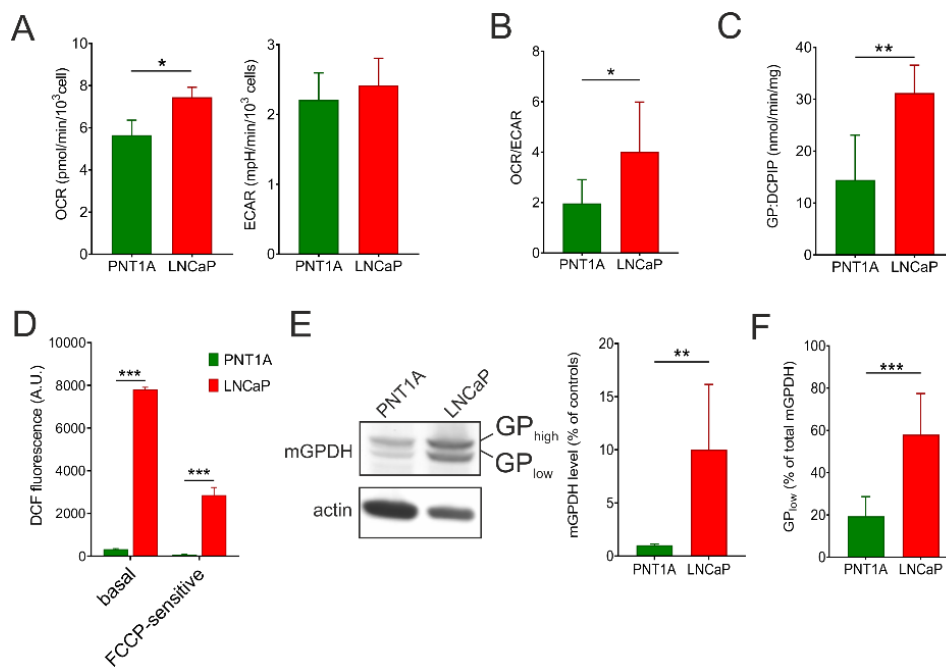 A
OCR (pmol/min/10³cell)
10
8
6
4
2
0
*
PNT1A LNCaP
ECAR (mpH/min/10³ cells)
3
2
1
0
PNT1A LNCaP
B
OCR/ECAR
8
6
4
2
0
*
PNT1A LNCaP
C
GP:DCPIP (nmol/min/mg)
40
30
20
10
0
**
PNT1A LNCaP
D
DCF fluorescence (A.U.)
10000
8000
6000
4000
2000
0
***
***
PNT1A
LNCaP
basal
FCCP-sensitive
E
PNT1A
LNCaP
mGPDH
GPhigh
GPlow
actin
mGPDH level (% of controls)
20
15
10
5
0
**
PNT1A LNCaP
F
GPlow (% of total mGPDH)
100
80
60
40
20
0
***
PNT1A LNCaP